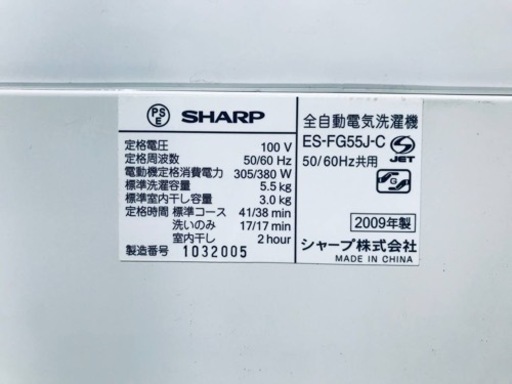 PS E SHARP
定格電圧 100 V
定格周波数 50/60 Hz
電動機定格消費電力 305/380 W
標準洗濯容量 5.5 kg
標準室内干し容量 3.0 kg
定格時間 標準コース 41/38 min
洗いのみ 17/17 min
室内干し 2 hour
製造番号 1032005
全自動電気洗濯機
ES-FG55J-C
50/60Hz共用
JET
G
2009年製
シャープ株式会社
MADE IN CHINA